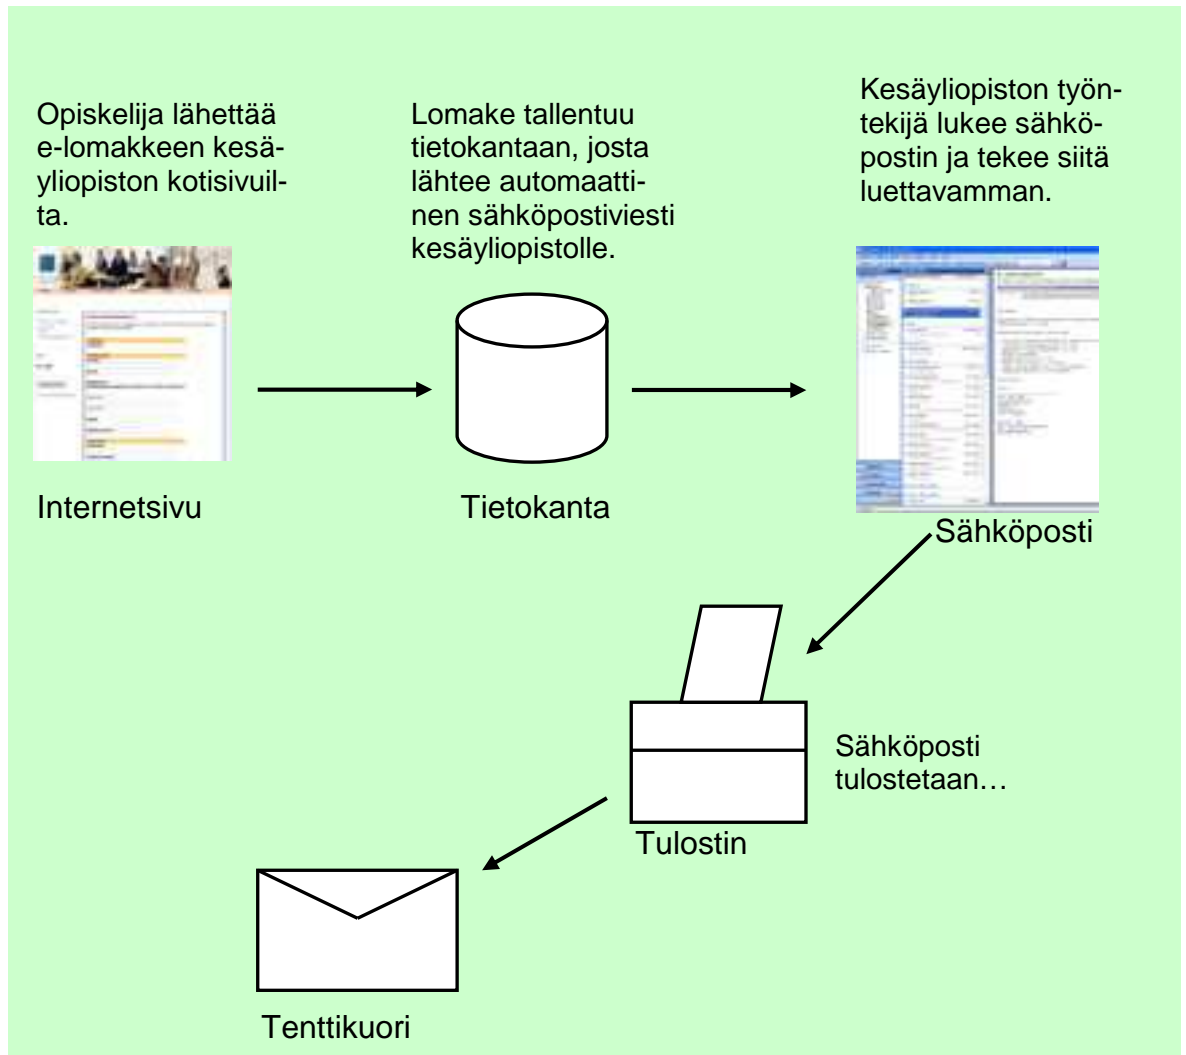 Opiskelija lähettää
e-lomakkeen kesä-
yliopiston kotisivuil-
ta.
Lomake tallentuu
tietokantaan, josta
lähtee automaatti-
nen sähköpostiviesti
kesäyliopistolle.
Kesäyliopiston työn-
tekijä lukee sähkö-
postin ja tekee siitä
luettavamman.
Internetsivu
Tietokanta
Sähköposti
Sähköposti
tulostetaan…
Tulostin
Tenttikuori